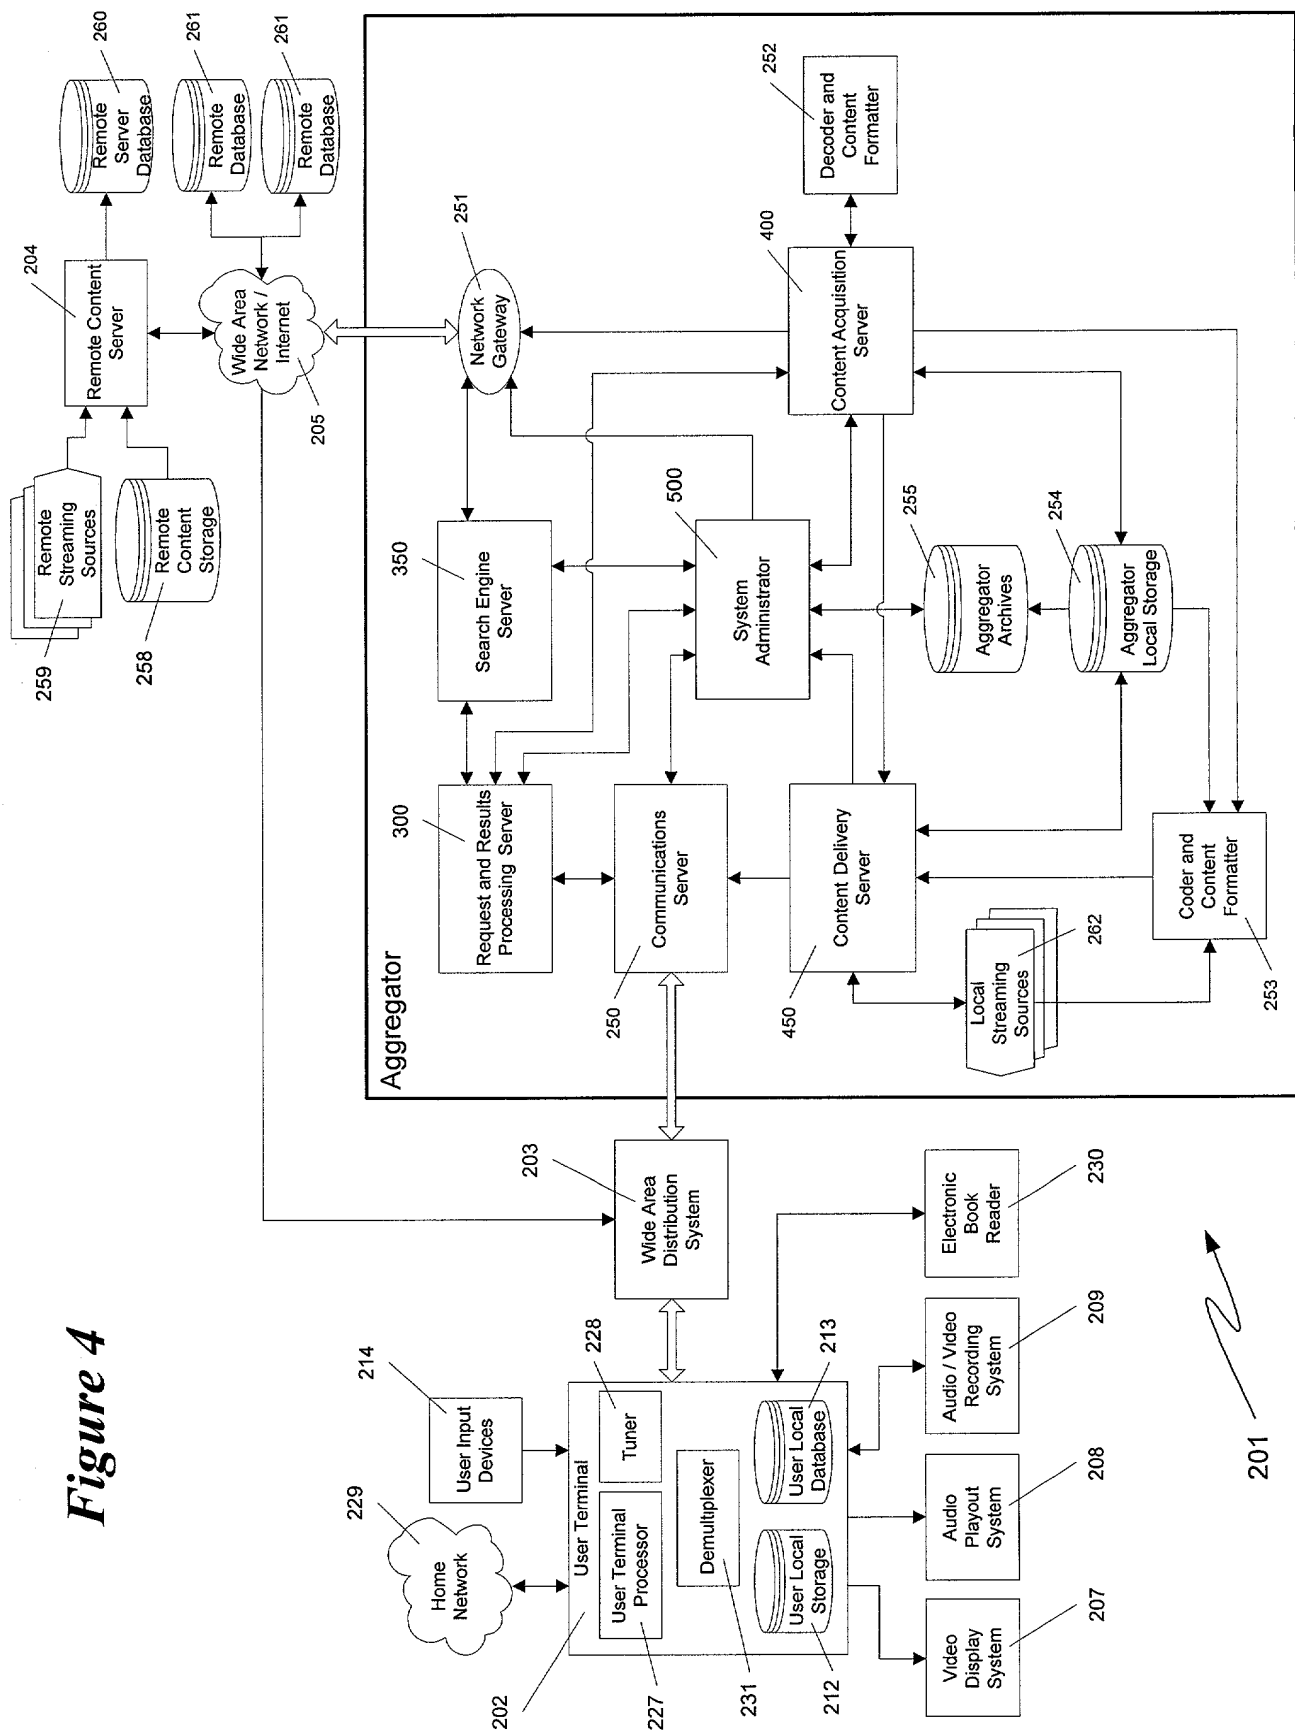 Figure 4
229
Home
Network
214
User Input
Devices
202
User Terminal
User Terminal
Processor
227
Tuner
228
Demultiplexer
231
User Local
Storage
212
User Local
Database
213
Video
Display
System
207
Audio
Playout
System
208
Audio / Video
Recording
System
209
Electronic
Book
Reader
230
201
Wide Area
Distribution
System
203
Aggregator
300
Request and Results
Processing Server
Communications
Server
250
Content Delivery
Server
450
Local
Streaming
Sources
262
Coder and
Content
Formatter
253
350
Search Engine
Server
500
System
Administrator
255
Aggregator
Archives
254
Aggregator
Local Storage
251
Network
Gateway
400
Content Acquisition
Server
252
Decoder and
Content
Formatter
Remote
Streaming
Sources
259
Remote
Content
Storage
258
204
Remote Content
Server
Wide Area
Network /
Internet
205
260
Remote
Server
Database
261
Remote
Database
261
Remote
Database